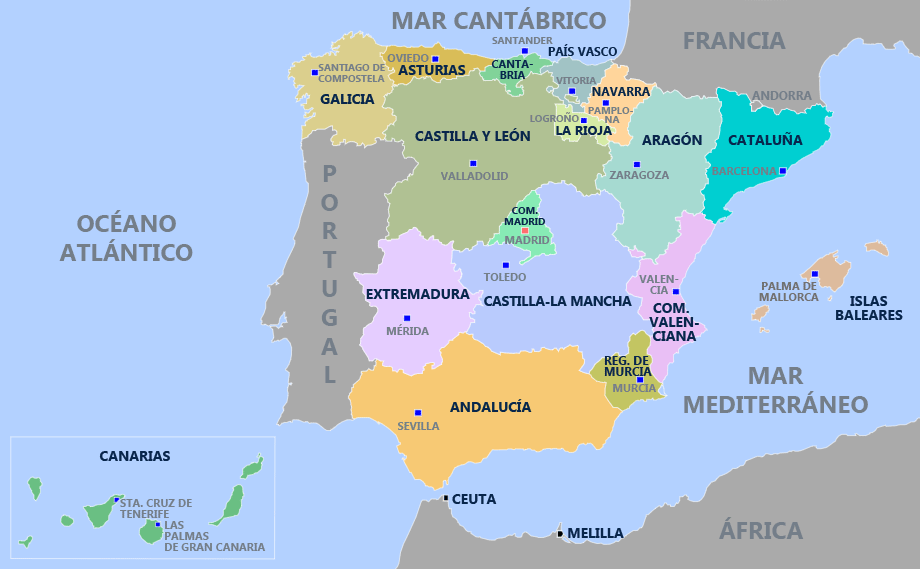 MAR CANTÁBRICO
FRANCIA
SANTANDER
PAÍS VASCO
OVIEDO
ASTURIAS
CANTA-
BRIA
SANTIAGO DE
COMPOSTELA
GALICIA
VITORIA
NAVARRA
PAMPLO-
NA
ANDORRA
LOGROÑO
LA RIOJA
CASTILLA Y LEÓN
ARAGÓN
CATALUÑA
VALLADOLID
ZARAGOZA
BARCELONA
PORTUGAL
OCÉANO
ATLÁNTICO
COM.
MADRID
MADRID
TOLEDO
CASTILLA-LA MANCHA
EXTREMADURA
MÉRIDA
VALEN-
CIA
COM.
VALEN-
CIANA
PALMA DE
MALLORCA
ISLAS
BALEARES
REG. DE
MURCIA
MURCIA
MAR
MEDITERRÁNEO
ANDALUCÍA
SEVILLA
CANARIAS
STA. CRUZ DE
TENERIFE
LAS
PALMAS
DE GRAN CANARIA
CEUTA
MELILLA
ÁFRICA